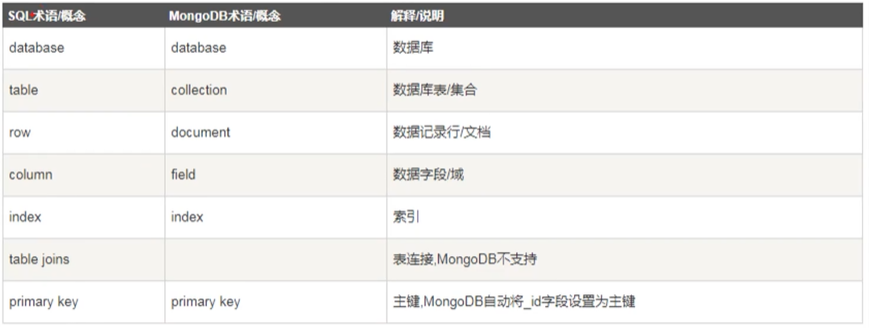 SQL术语/概念 MongoDB术语/概念 解释/说明
database database 数据库
table collection 数据库表/集合
row document 数据记录行/文档
column field 数据字段/域
index index 索引
table joins 表连接,MongoDB不支持
primary key primary key 主键,MongoDB自动将_id字段设置为主键